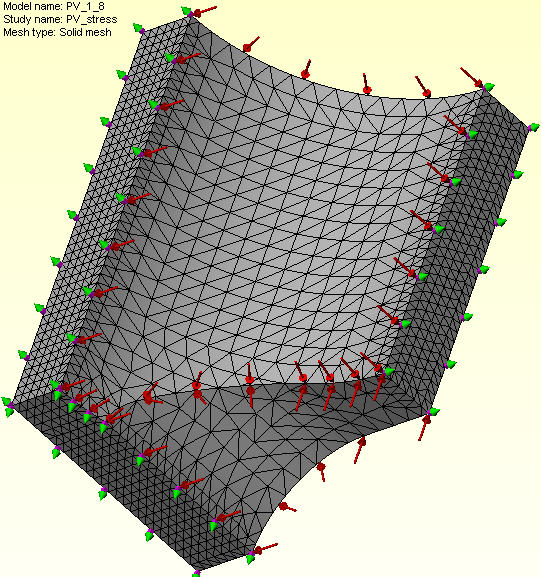 Model name: PV_1_8
Study name: PV_stress
Mesh type: Solid mesh